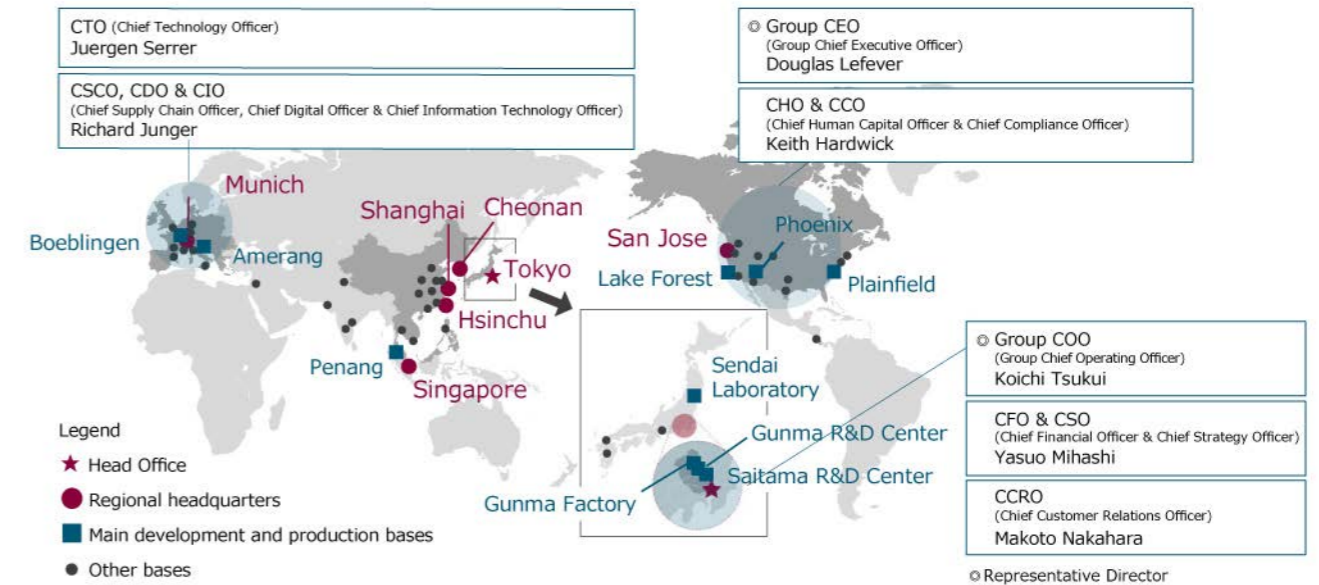 CTO (Chief Technology Officer)
Juergen Serrer
CSCO, CDO & CIO
(Chief Supply Chain Officer, Chief Digital Officer & Chief Information Technology Officer)
Richard Junger
◎ Group CEO
(Group Chief Executive Officer)
Douglas Lefever
CHO & CCO
(Chief Human Capital Officer & Chief Compliance Officer)
Keith Hardwick
Munich
Boeblingen
Amerang
Shanghai
Cheonan
Tokyo
Hsinchu
Penang
Singapore
San Jose
Phoenix
Lake Forest
Plainfield
Sendai
Laboratory
Gunma R&D Center
Saitama R&D Center
Gunma Factory
◎ Group COO
(Group Chief Operating Officer)
Koichi Tsukui
CFO & CSO
(Chief Financial Officer & Chief Strategy Officer)
Yasuo Mihashi
CCRO
(Chief Customer Relations Officer)
Makoto Nakahara
◎ Representative Director
Legend
Head Office
Regional headquarters
Main development and production bases
Other bases